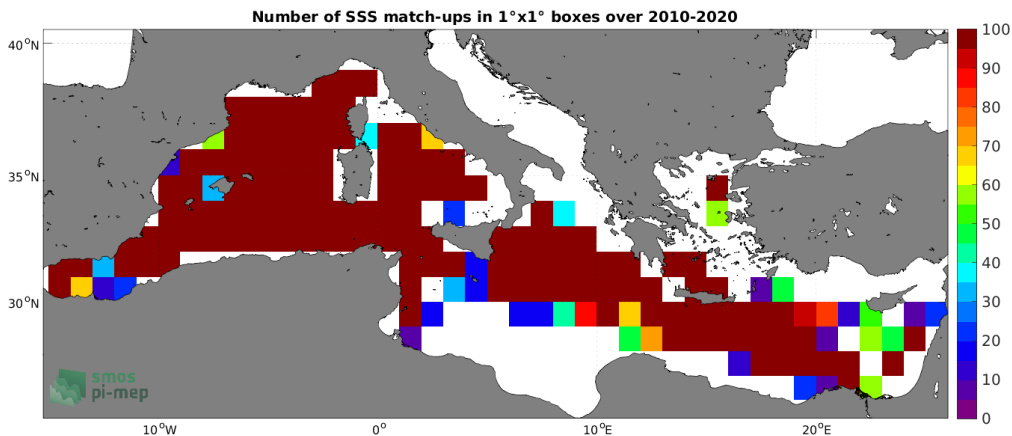 Number of SSS match-ups in 1°x1° boxes over 2010-2020
40°N
35°N
30°N
10°W
0°
10°E
20°E
100
90
80
70
60
50
40
30
20
10
0
smos
pi-mep